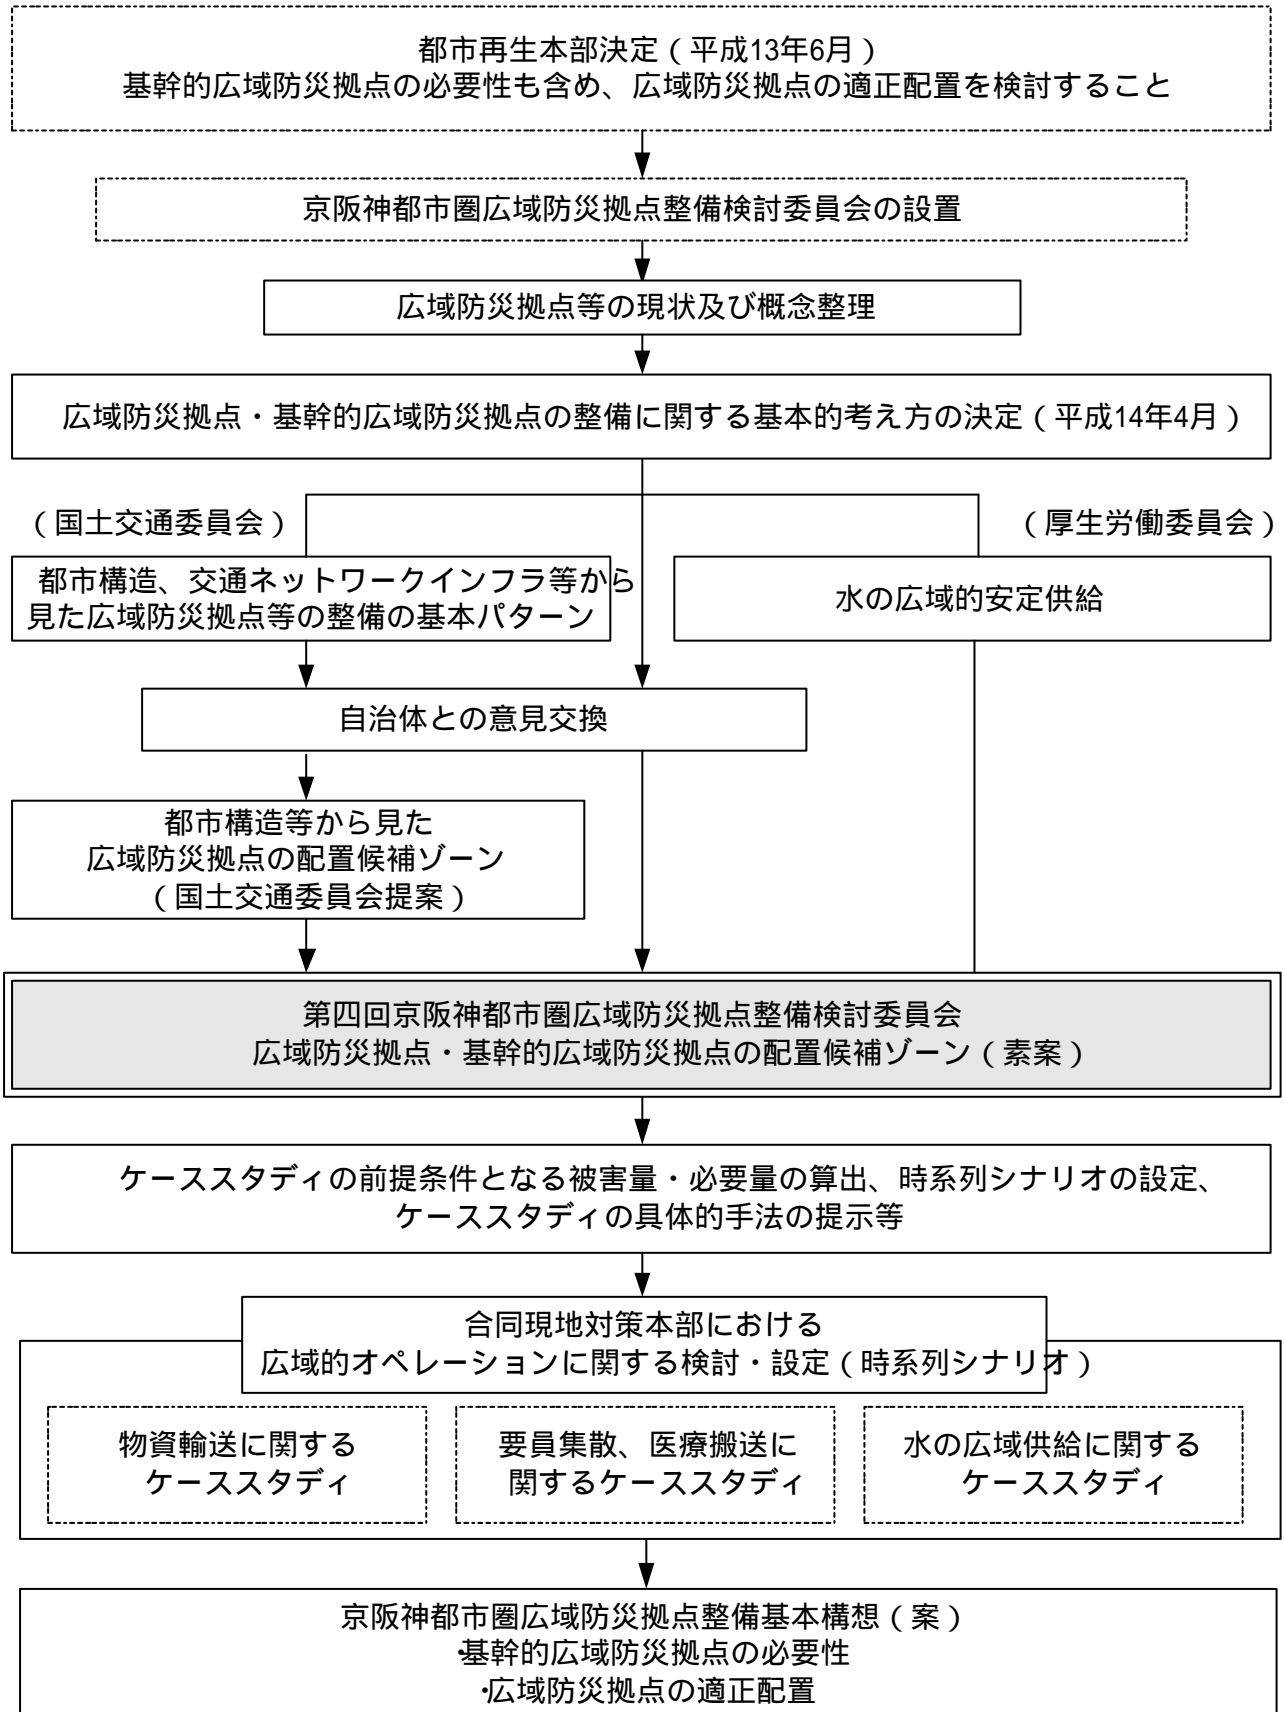 都市再生本部決定（平成13年6月）
基幹的広域防災拠点の必要性も含め、広域防災拠点の適正配置を検討すること
京阪神都市圏広域防災拠点整備検討委員会の設置
広域防災拠点等の現状及び概念整理
広域防災拠点・基幹的広域防災拠点の整備に関する基本的考え方の決定（平成14年4月）
（国土交通委員会）
（厚生労働委員会）
都市構造、交通ネットワークインフラ等から
見た広域防災拠点等の整備の基本パターン
水の広域的安定供給
自治体との意見交換
都市構造等から見た
広域防災拠点の配置候補ゾーン
（国土交通委員会提案）
第四回京阪神都市圏広域防災拠点整備検討委員会
広域防災拠点・基幹的広域防災拠点の配置候補ゾーン（素案）
ケーススタディの前提条件となる被害量・必要量の算出、時系列シナリオの設定、
ケーススタディの具体的手法の提示等
合同現地対策本部における
広域的オペレーションに関する検討・設定（時系列シナリオ）
物資輸送に関する
ケーススタディ
要員集散、医療搬送に
関するケーススタディ
水の広域供給に関する
ケーススタディ
京阪神都市圏広域防災拠点整備基本構想（案）
・基幹的広域防災拠点の必要性
・広域防災拠点の適正配置